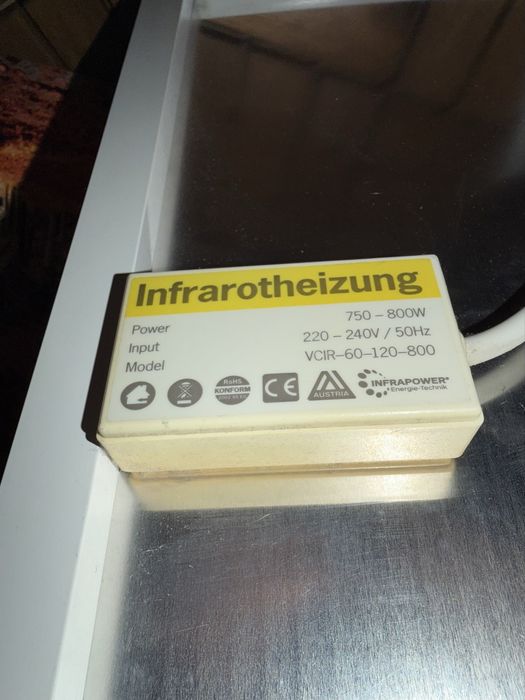 Infrarotheizung
Power 750 – 800W
Input 220 – 240V / 50Hz
Model VCIR–60–120–800
RoHS
KONFORM
CE
AUSTRIA
INFRAPOWER®
Energie-Technik